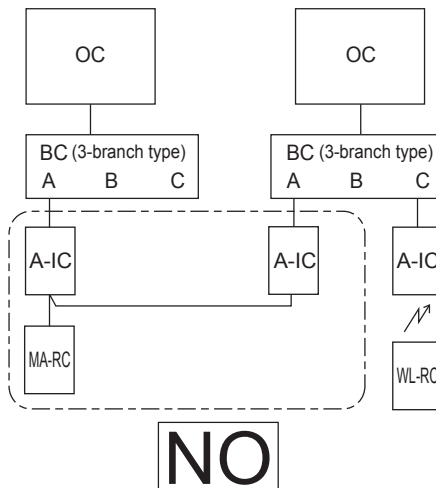 OC
OC
BC (3-branch type)
A B C
BC (3-branch type)
A B C
A-IC
A-IC
A-IC
MA-RC
WL-RC
NO